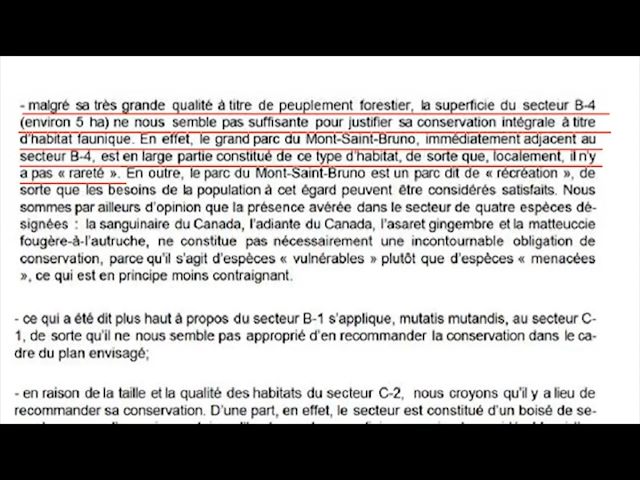 - malgré sa très grande qualité à titre de peuplement forestier, la superficie du secteur B-4
(environ 5 ha) ne nous semble pas suffisante pour justifier sa conservation intégrale à titre
d'habitat faunique. En effet, le grand parc du Mont-Saint-Bruno, immédiatement adjacent au
secteur B-4, est en large partie constitué de ce type d'habitat, de sorte que, localement, il n'y
a pas « rareté ». En outre, le parc du Mont-Saint-Bruno est un parc dit de « récréation », de
sorte que les besoins de la population à cet égard peuvent être considérés satisfaits. Nous
sommes par ailleurs d'opinion que la présence avérée dans le secteur de quatre espèces dé-
signées : la sanguinaire du Canada, l'adiante du Canada, l'asaret gingembre et la matteuccie
fougère-à-l'autruche, ne constitue pas nécessairement une incontournable obligation de
conservation, parce qu'il s'agit d'espèces « vulnérables » plutôt que d'espèces « menacées
», ce qui est en principe moins contraignant.
- ce qui a été dit plus haut à propos du secteur B-1 s'applique, mutatis mutandis, au secteur C-
1, de sorte qu'il ne nous semble pas approprié d'en recommander la conservation dans le ca-
dre du plan envisagé;
- en raison de la taille et la qualité des habitats du secteur C-2, nous croyons qu'il y a lieu de
recommander sa conservation. D'une part, en effet, le secteur est constitué d'un boisé de se-